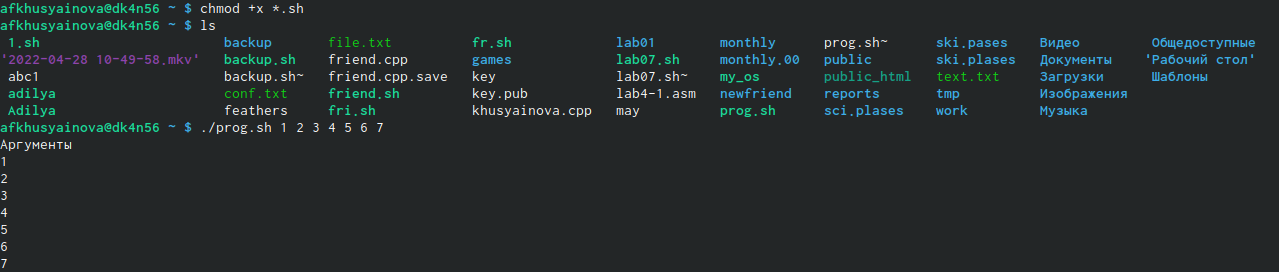 afkhusyainova@dk4n56 ~ $ chmod +x *.sh
afkhusyainova@dk4n56 ~ $ ls
1.sh backup file.txt fr.sh lab01 monthly prog.sh~ ski.pases Видео Общедоступные
'2022-04-28 10-49-58.mkv' backup.sh friend.cpp games lab07.sh monthly.00 public ski.plases Документы 'Рабочий стол'
abc1 backup.sh~ friend.cpp.save key lab07.sh~ my_os public_html text.txt Загрузки Шаблоны
adilya conf.txt friend.sh key.pub lab4-1.asm newfriend reports tmp Изображения
Adilya feathers fri.sh khusyainova.cpp may prog.sh sci.plases work Музыка
afkhusyainova@dk4n56 ~ $ ./prog.sh 1 2 3 4 5 6 7
Аргументы
1
2
3
4
5
6
7